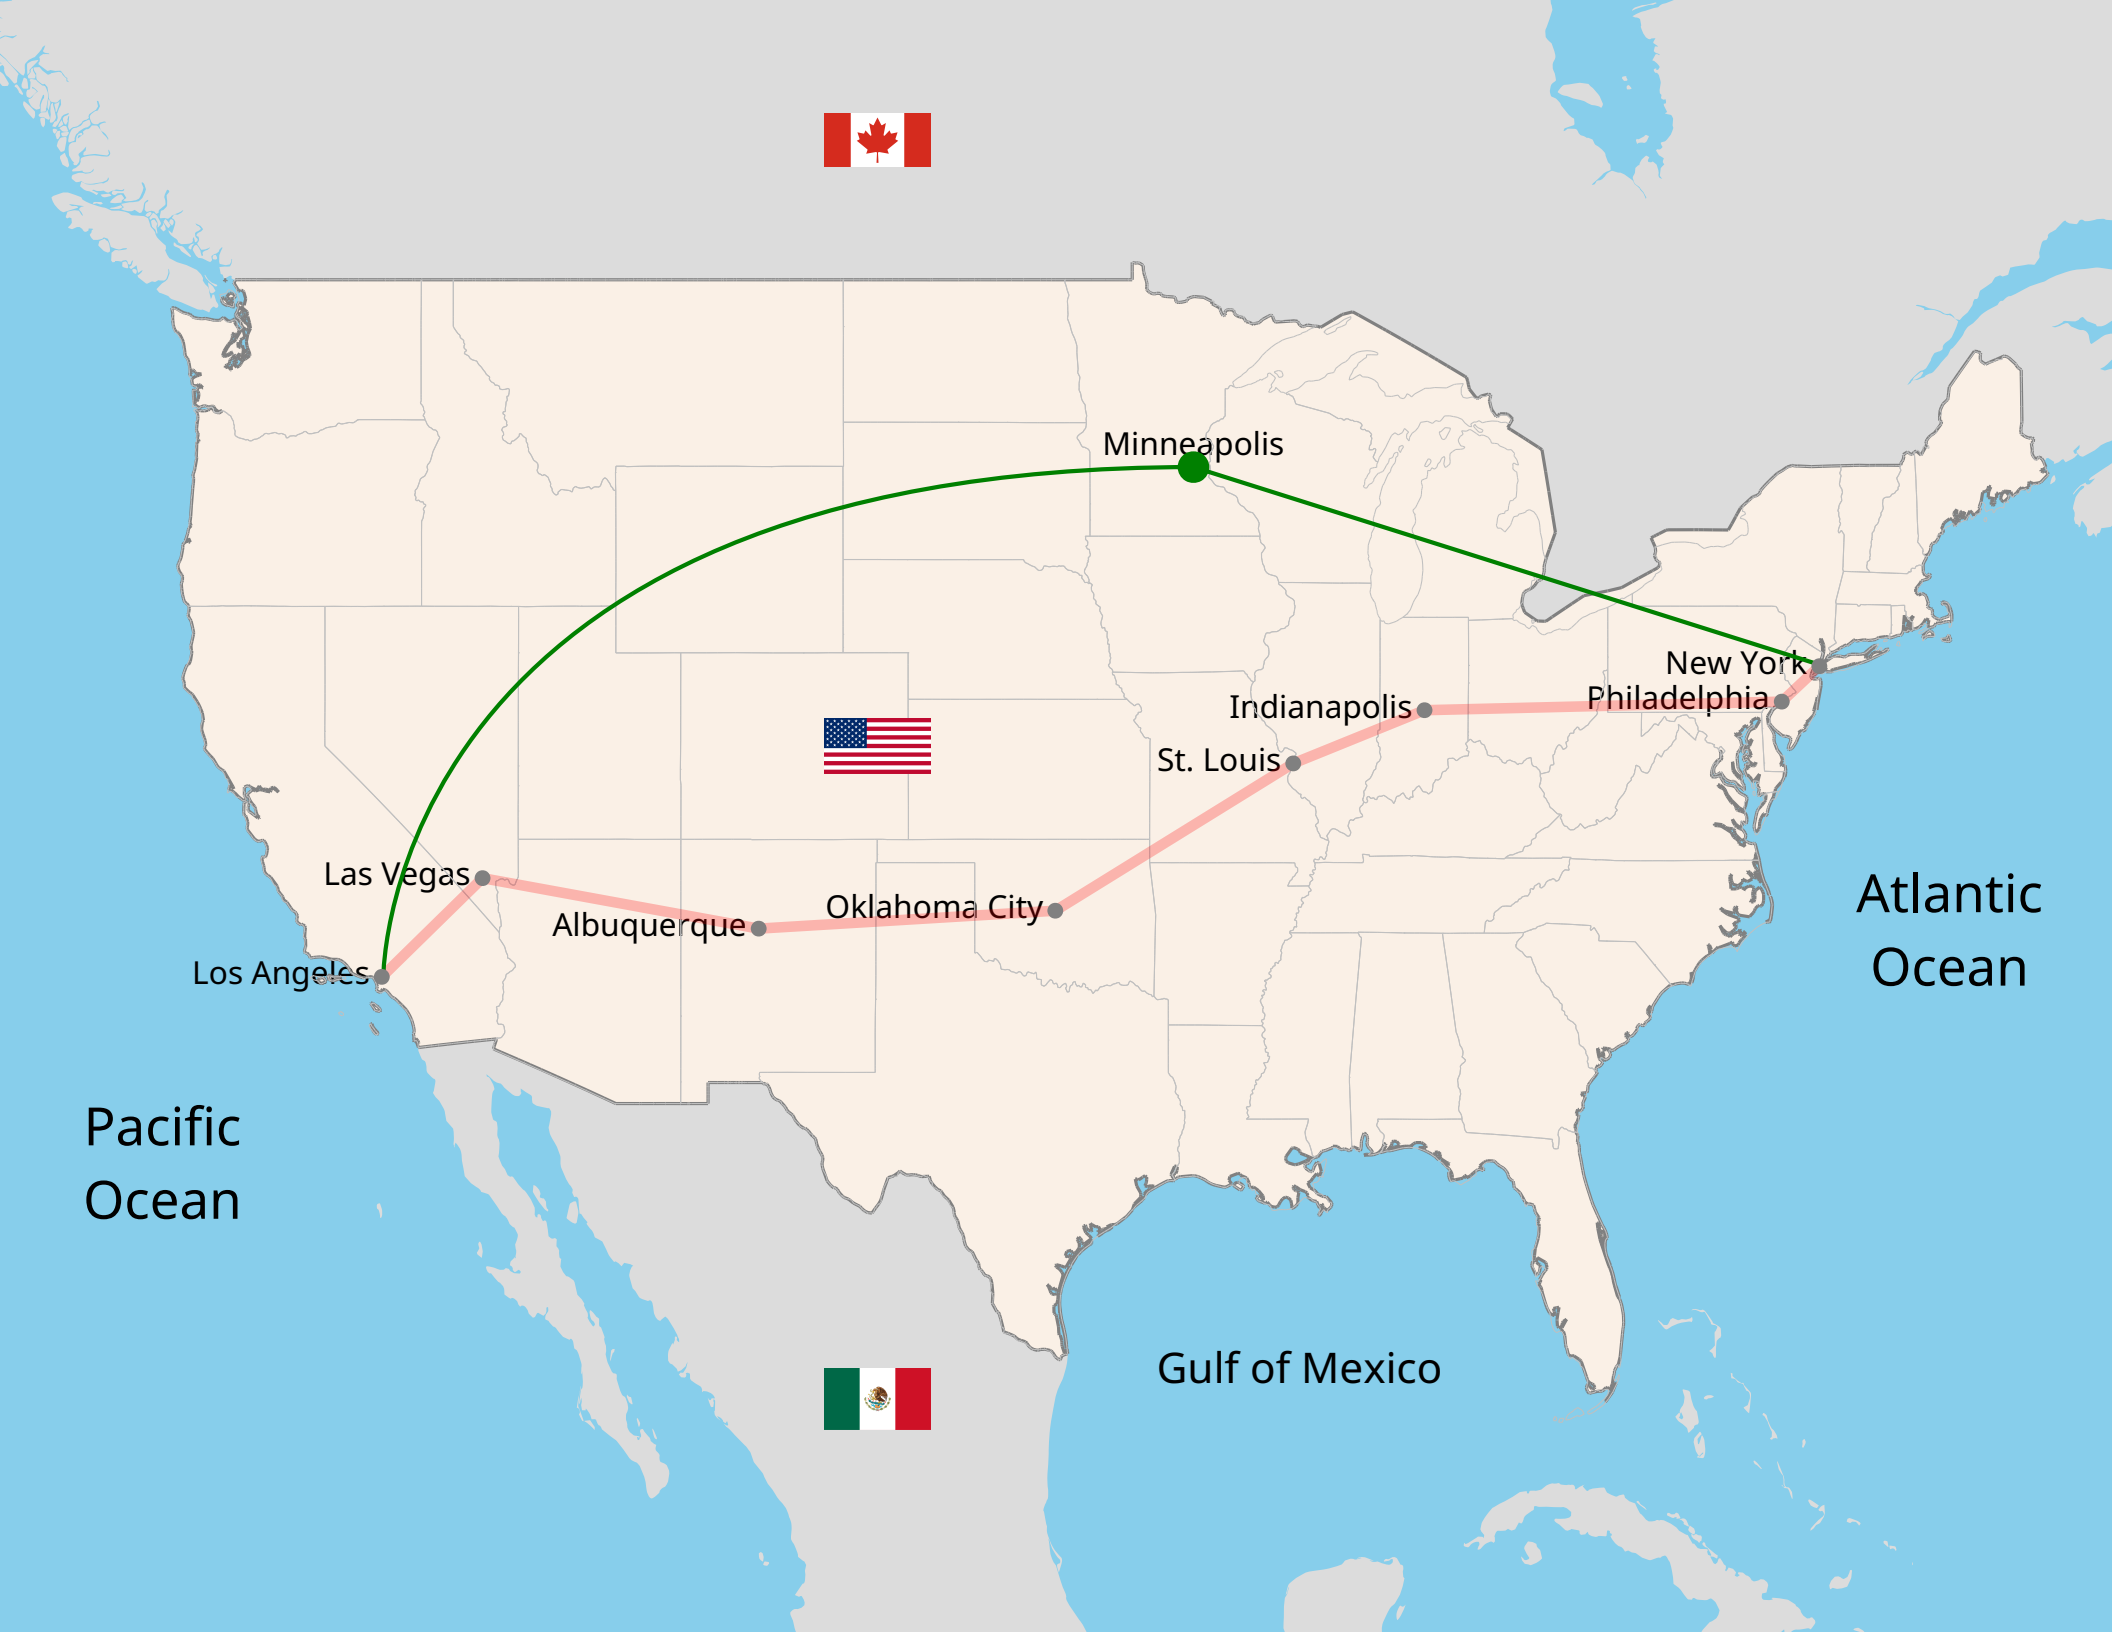 Minneapolis
New York
Philadelphia
Indianapolis
St. Louis
Las Vegas
Albuquerque
Oklahoma City
Los Angeles
Atlantic
Ocean
Pacific
Ocean
Gulf of Mexico